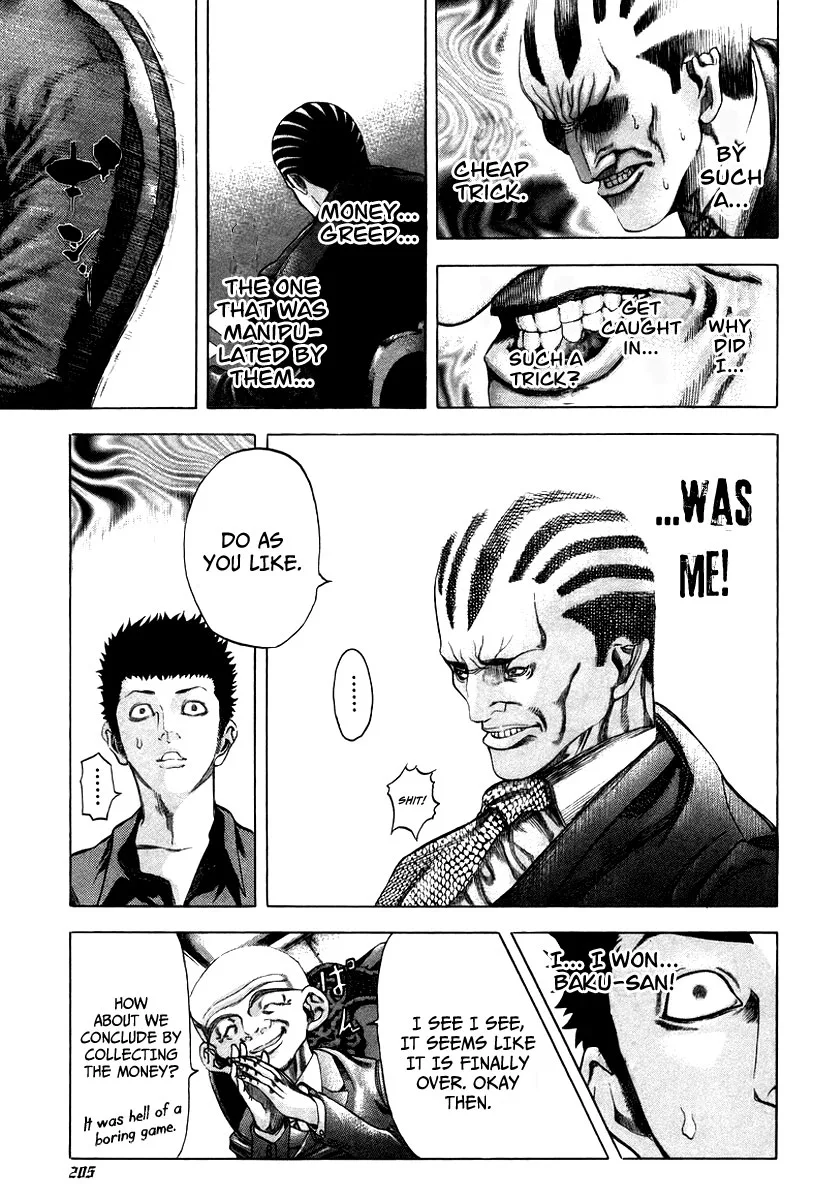 BY
SUCH
A...
CHEAP
TRICK.
WHY
DID
I...
GET
CAUGHT
IN...
SUCH A
TRICK?
MONEY...
GREED...
THE ONE
THAT WAS
MANIPU-
LATED BY
THEM...
...WAS
ME!
......
SHIT!
DO AS
YOU LIKE.
......
I... I WON...
BAKU-SAN!
I SEE I SEE,
IT SEEMS LIKE
IT IS FINALLY
OVER. OKAY
THEN.
ぱん
HOW
ABOUT WE
CONCLUDE BY
COLLECTING
THE MONEY?
It was hell of a
boring game.
205